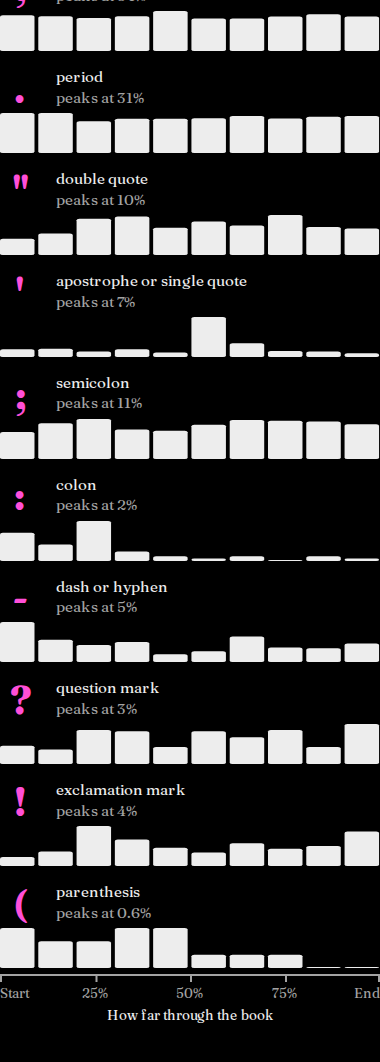 .
period
peaks at 31%
"
double quote
peaks at 10%
'
apostrophe or single quote
peaks at 7%
;
semicolon
peaks at 11%
:
colon
peaks at 2%
-
dash or hyphen
peaks at 5%
?
question mark
peaks at 3%
!
exclamation mark
peaks at 4%
(
parenthesis
peaks at 0.6%
Start 25% 50% 75% End
How far through the book